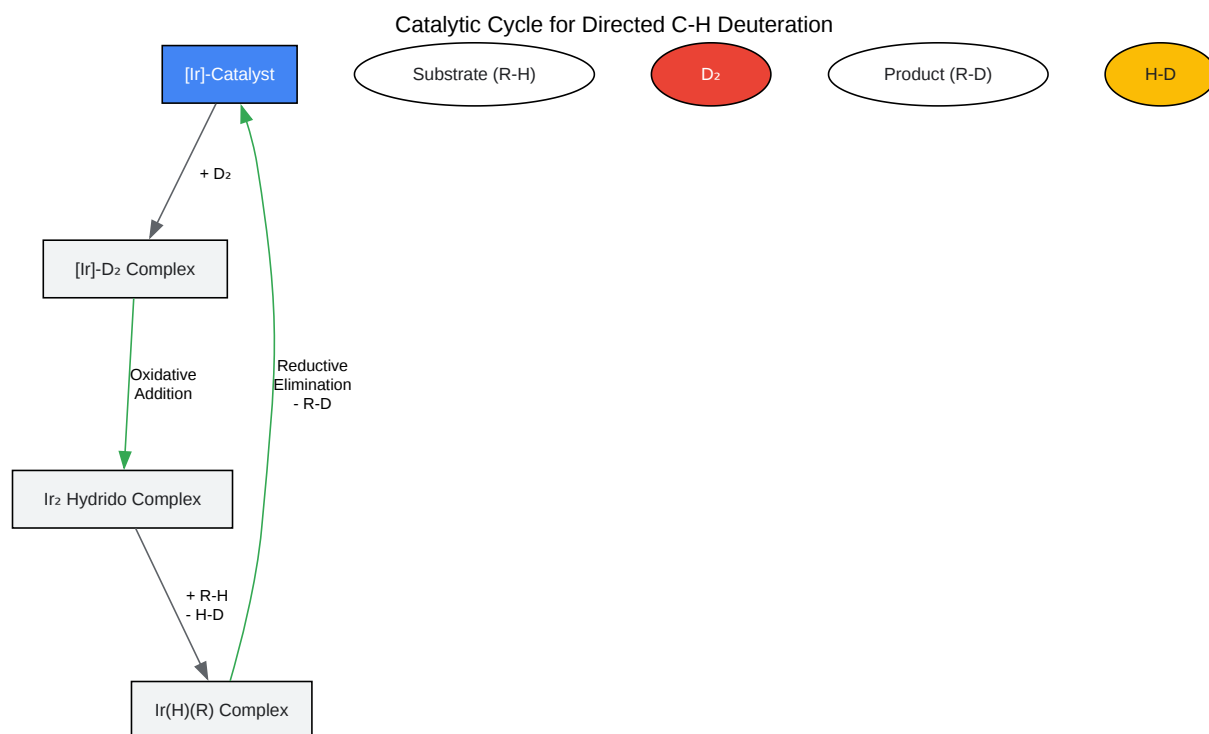 Catalytic Cycle for Directed C-H Deuteration
[Ir]-Catalyst
Substrate (R-H)
D₂
Product (R-D)
H-D
+ D₂
[Ir]-D₂ Complex
Oxidative
Addition
Reductive
Elimination
- R-D
Ir₂ Hydrido Complex
+ R-H
- H-D
Ir(H)(R) Complex